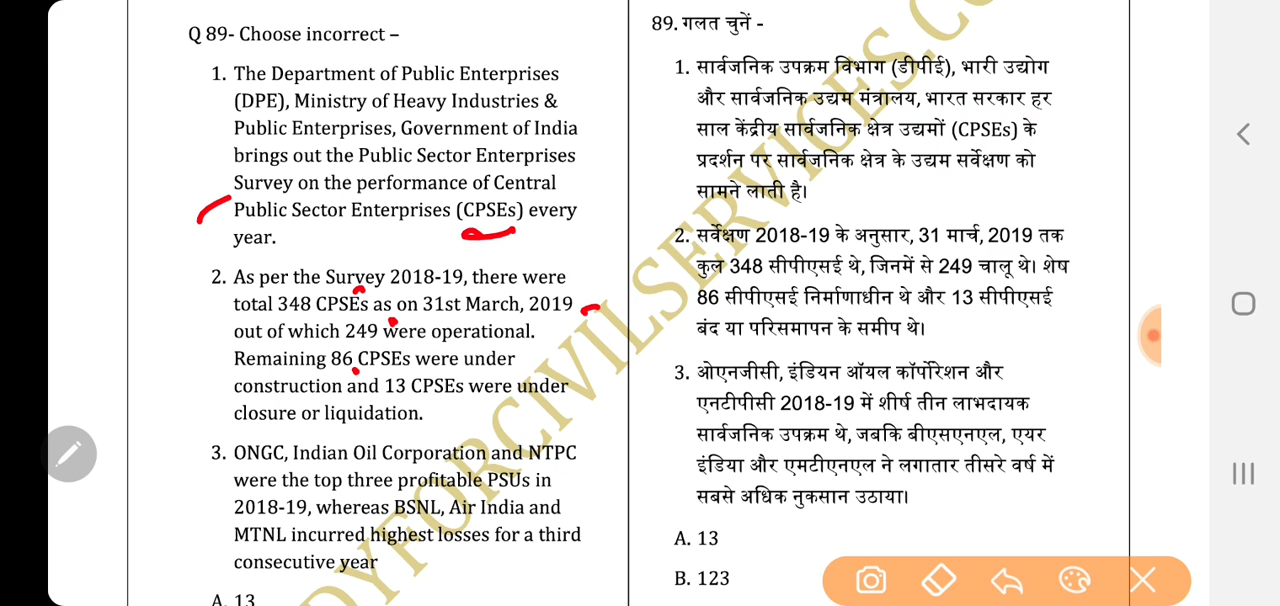 Q 89- Choose incorrect –
1. The Department of Public Enterprises
(DPE), Ministry of Heavy Industries &
Public Enterprises, Government of India
brings out the Public Sector Enterprises
Survey on the performance of Central
Public Sector Enterprises (CPSEs) every
year.
2. As per the Survey 2018-19, there were
total 348 CPSEs as on 31st March, 2019
out of which 249 were operational.
Remaining 86 CPSEs were under
construction and 13 CPSEs were under
closure or liquidation.
3. ONGC, Indian Oil Corporation and NTPC
were the top three profitable PSUs in
2018-19, whereas BSNL, Air India and
MTNL incurred highest losses for a third
consecutive year
A. 13
89. गलत चुनें -
1. सार्वजनिक उपक्रम विभाग (डीपीई), भारी उद्योग
और सार्वजनिक उद्यम मंत्रालय, भारत सरकार हर
साल केंद्रीय सार्वजनिक क्षेत्र उद्यमों (CPSEs) के
प्रदर्शन पर सार्वजनिक क्षेत्र के उद्यम सर्वेक्षण को
सामने लाती है।
2. सर्वेक्षण 2018-19 के अनुसार, 31 मार्च, 2019 तक
कुल 348 सीपीएसई थे, जिनमें से 249 चालू थे। शेष
86 सीपीएसई निर्माणाधीन थे और 13 सीपीएसई
बंद या परिसमापन के समीप थे।
3. ओएनजीसी, इंडियन ऑयल कॉर्पोरेशन और
एनटीपीसी 2018-19 में शीर्ष तीन लाभदायक
सार्वजनिक उपक्रम थे, जबकि बीएसएनएल, एयर
इंडिया और एमटीएनएल ने लगातार तीसरे वर्ष में
सबसे अधिक नुकसान उठाया।
A. 13
B. 123
DYFORCIVILSERVICES.CO